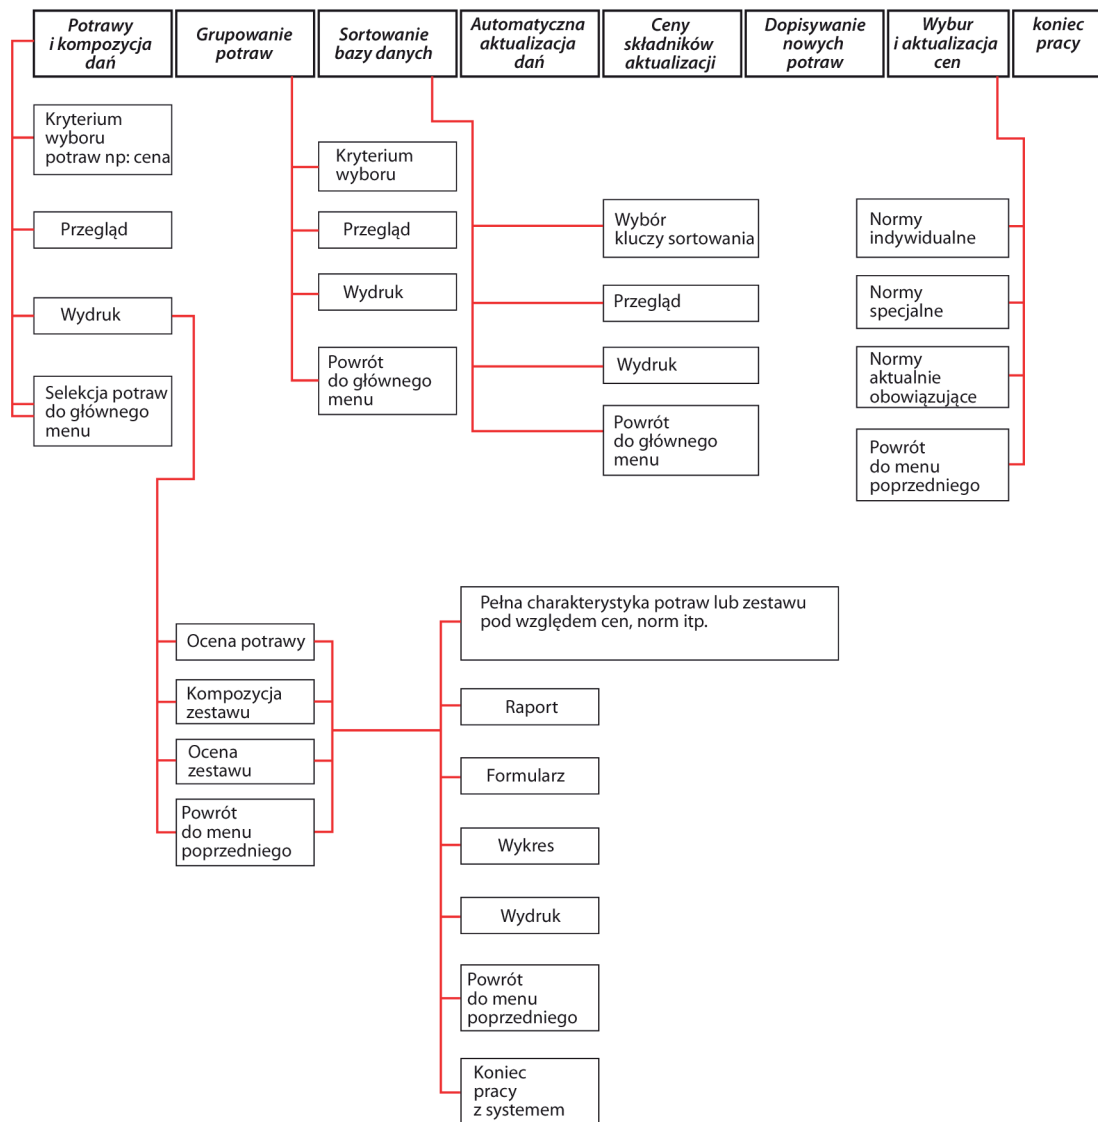 Potrawy
i kompozycja
dań
Grupowanie
potraw
Sortowanie
bazy danych
Automatyczna
aktualizacja
dań
Ceny
składników
aktualizacji
Dopisywanie
nowych
potraw
Wybur
i aktualizacja
cen
koniec
pracy
Kryterium
wyboru
potraw np: cena
Przegląd
Wydruk
Selekcja potraw
do głównego
menu
Kryterium
wyboru
Przegląd
Wydruk
Powrót
do głównego
menu
Wybór
kluczy sortowania
Przegląd
Wydruk
Powrót
do głównego
menu
Normy
indywidualne
Normy
specjalne
Normy
aktualnie
obowiązujące
Powrót
do menu
poprzedniego
Ocena potrawy
Kompozycja
zestawu
Ocena
zestawu
Powrót
do menu
poprzedniego
Pełna charakterystyka potraw lub zestawu
pod względem cen, norm itp.
Raport
Formularz
Wykres
Wydruk
Powrót
do menu
poprzedniego
Koniec
pracy
z systemem